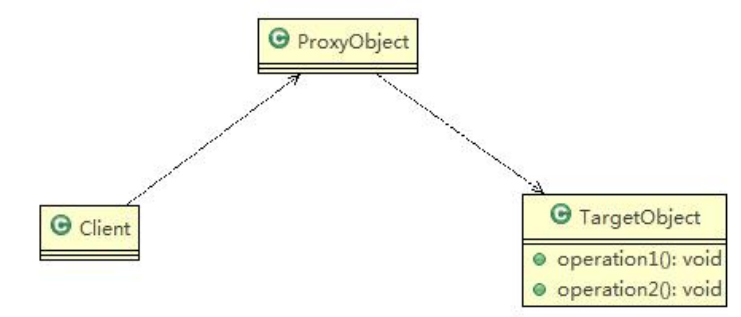 ProxyObject
Client
TargetObject
operation1(): void
operation2(): void